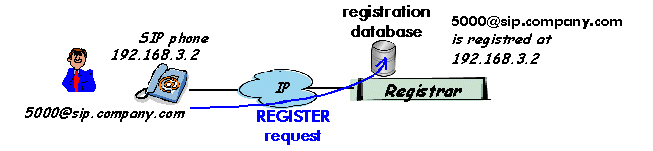 SIP phone
192.168.3.2
5000@sip.company.com
@
IP
REGISTER
request
registration
database
Registrar
5000@sip.company.com
is registred at
192.168.3.2